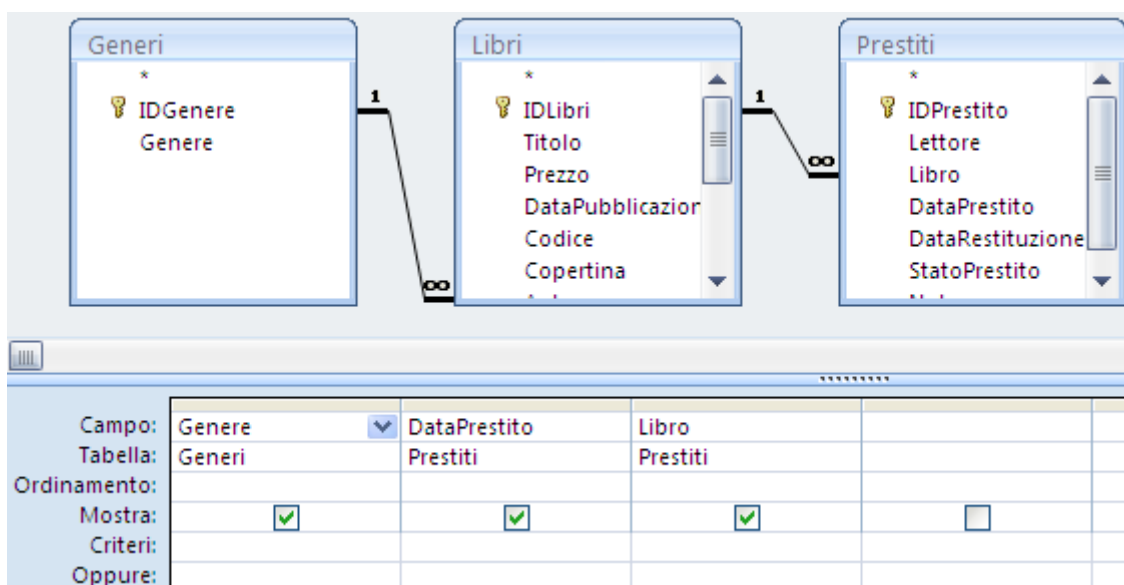 Generi
*
IDGenere
Genere
1
∞
Libri
*
IDLibri
Titolo
Prezzo
DataPubblicazion
Codice
Copertina
1
∞
Prestiti
*
IDPrestito
Lettore
Libro
DataPrestito
DataRestituzione
StatoPrestito
Campo: Genere DataPrestito Libro
Tabella: Generi Prestiti Prestiti
Ordinamento:
Mostra:
Criteri:
Oppure: